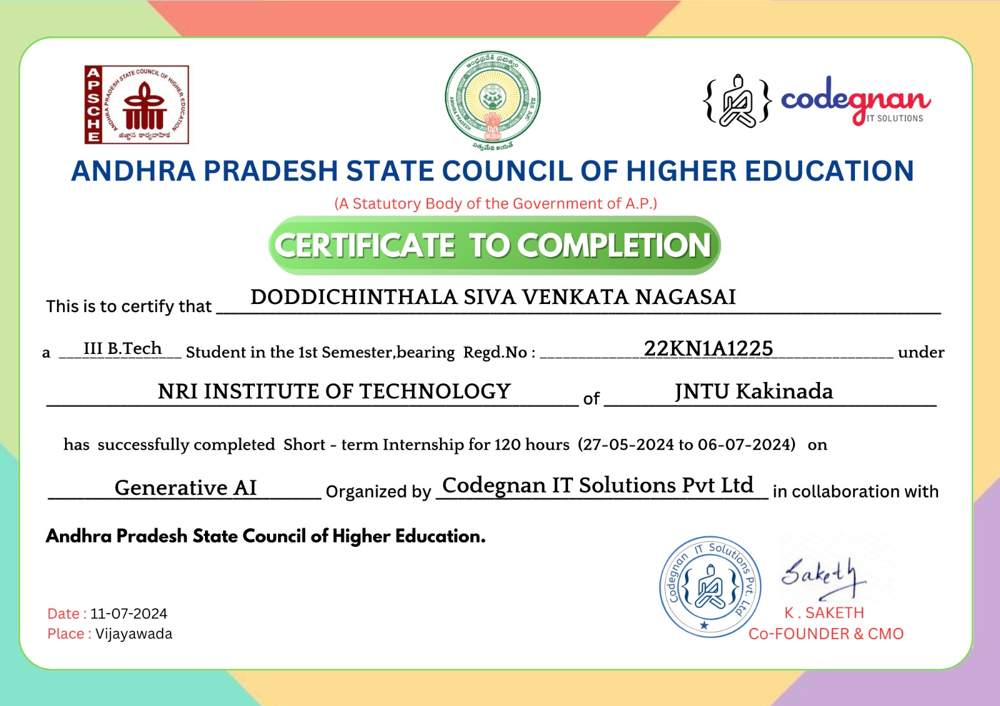 APSCHE
ANDHRA PRADESH STATE COUNCIL OF HIGHER EDUCATION
జిజ్ఞాస కార్యవాహిక
ఆంధ్రప్రదేశ్ ప్రభుత్వం
ANDHRA PRADESH
आंध्र प्रदेश
సత్యమేవ జయతే
codegnan
IT SOLUTIONS
ANDHRA PRADESH STATE COUNCIL OF HIGHER EDUCATION
(A Statutory Body of the Government of A.P.)
CERTIFICATE TO COMPLETION
This is to certify that DODDICHINTHALA SIVA VENKATA NAGASAI
a III B.Tech Student in the 1st Semester,bearing Regd.No : 22KN1A1225 under
NRI INSTITUTE OF TECHNOLOGY of JNTU Kakinada
has successfully completed Short - term Internship for 120 hours (27-05-2024 to 06-07-2024) on
Generative AI Organized by Codegnan IT Solutions Pvt Ltd in collaboration with
Andhra Pradesh State Council of Higher Education.
Codegnan IT Solutions Pvt. Ltd
Saketh
Date : 11-07-2024
Place : Vijayawada
K . SAKETH
Co-FOUNDER & CMO